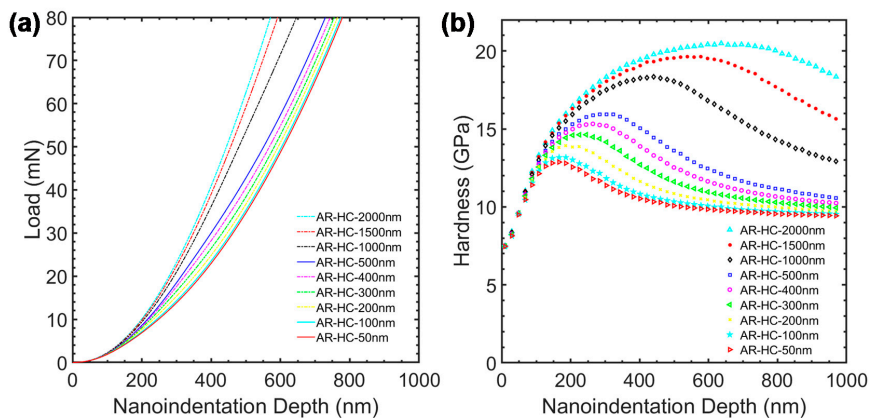 (a)
Load (mN)
80
70
60
50
40
30
20
10
0
0 200 400 600 800 1000
Nanoindentation Depth (nm)
AR-HC-2000nm
AR-HC-1500nm
AR-HC-1000nm
AR-HC-500nm
AR-HC-400nm
AR-HC-300nm
AR-HC-200nm
AR-HC-100nm
AR-HC-50nm
(b)
Hardness (GPa)
20
15
10
5
0
0 200 400 600 800 1000
Nanoindentation Depth (nm)
AR-HC-2000nm
AR-HC-1500nm
AR-HC-1000nm
AR-HC-500nm
AR-HC-400nm
AR-HC-300nm
AR-HC-200nm
AR-HC-100nm
AR-HC-50nm